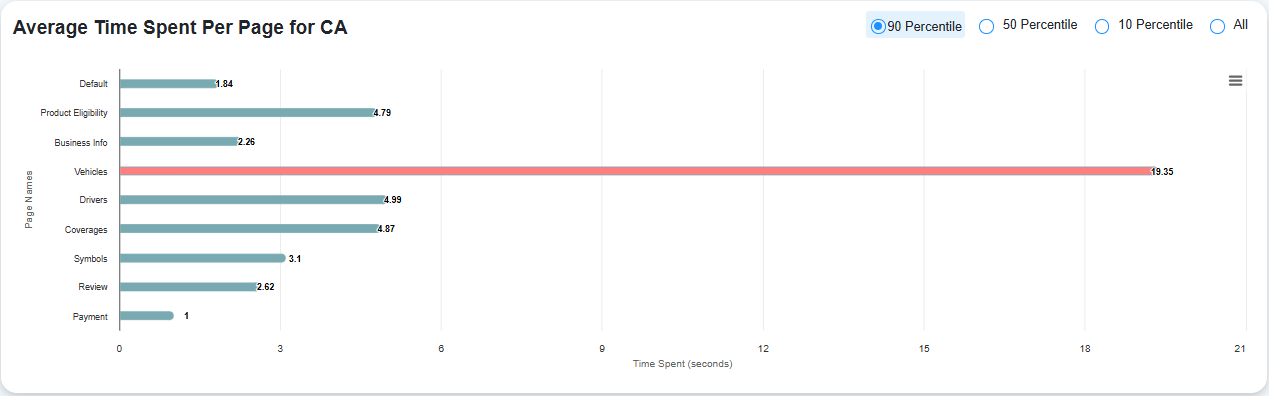 Average Time Spent Per Page for CA
90 Percentile
50 Percentile
10 Percentile
All
Page Names
Default 1.84
Product Eligibility 4.79
Business Info 2.26
Vehicles 19.35
Drivers 4.99
Coverages 4.87
Symbols 3.1
Review 2.62
Payment 1
0 3 6 9 12 15 18 21
Time Spent (seconds)